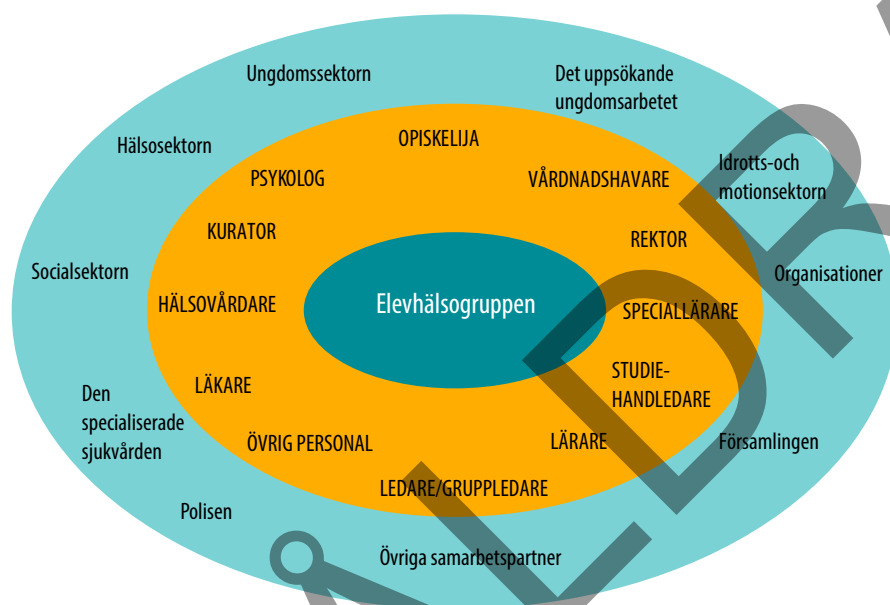 Ungdomssektorn
Det uppsökande
ungdomsarbetet
Hälsosektorn
OPISKELIJA
PSYKOLOG
VÅRDNADSHAVARE
Idrotts-och
motionsektorn
KURATOR
REKTOR
Socialsektorn
Organisationer
HÄLSOVÅRDARE
Elevhälsogruppen
SPECIALLÄRARE
LÄKARE
STUDIE-
HANDLEDARE
Den
specialiserade
sjukvården
ÖVRIG PERSONAL
LÄRARE
Församlingen
LEDARE/GRUPPLEDARE
Polisen
Övriga samarbetspartner